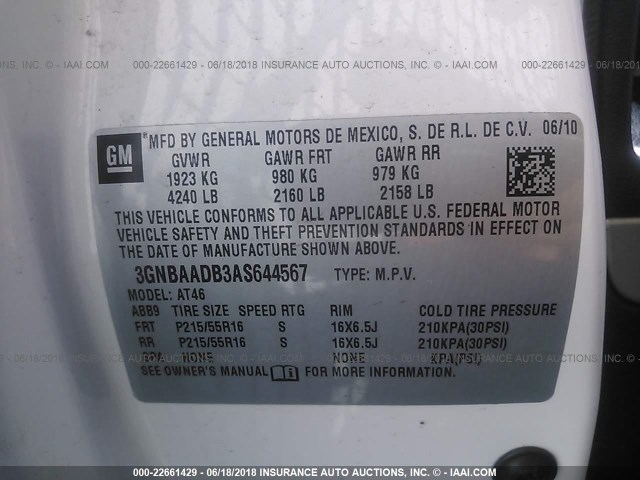 000-22661429 - 06/18/2018 - INSURANCE AUTO AUCTIONS, INC. - IAAI.COM
GM
*MFD BY GENERAL MOTORS DE MEXICO, S. DE R.L. DE C.V. 06/10
GVWR GAWR FRT GAWR RR
1923 KG 980 KG 979 KG
4240 LB 2160 LB 2158 LB
THIS VEHICLE CONFORMS TO ALL APPLICABLE U.S. FEDERAL MOTOR
VEHICLE SAFETY AND THEFT PREVENTION STANDARDS IN EFFECT ON
THE DATE OF MANUFACTURE SHOWN ABOVE.
3GNBAADB3AS644567 TYPE: M.P.V.
MODEL: AT46
ABB9 TIRE SIZE SPEED RTG RIM COLD TIRE PRESSURE
FRT P215/55R16 S 16X6.5J 210KPA(30PSI)
RR P215/55R16 S 16X6.5J 210KPA(30PSI)
NONE NONE KPA(PSI)
SEE OWNER'S MANUAL FOR MORE INFORMATION.
000-22661429 - 06/18/2018 - INSURANCE AUTO AUCTIONS, INC. - IAAI.COM